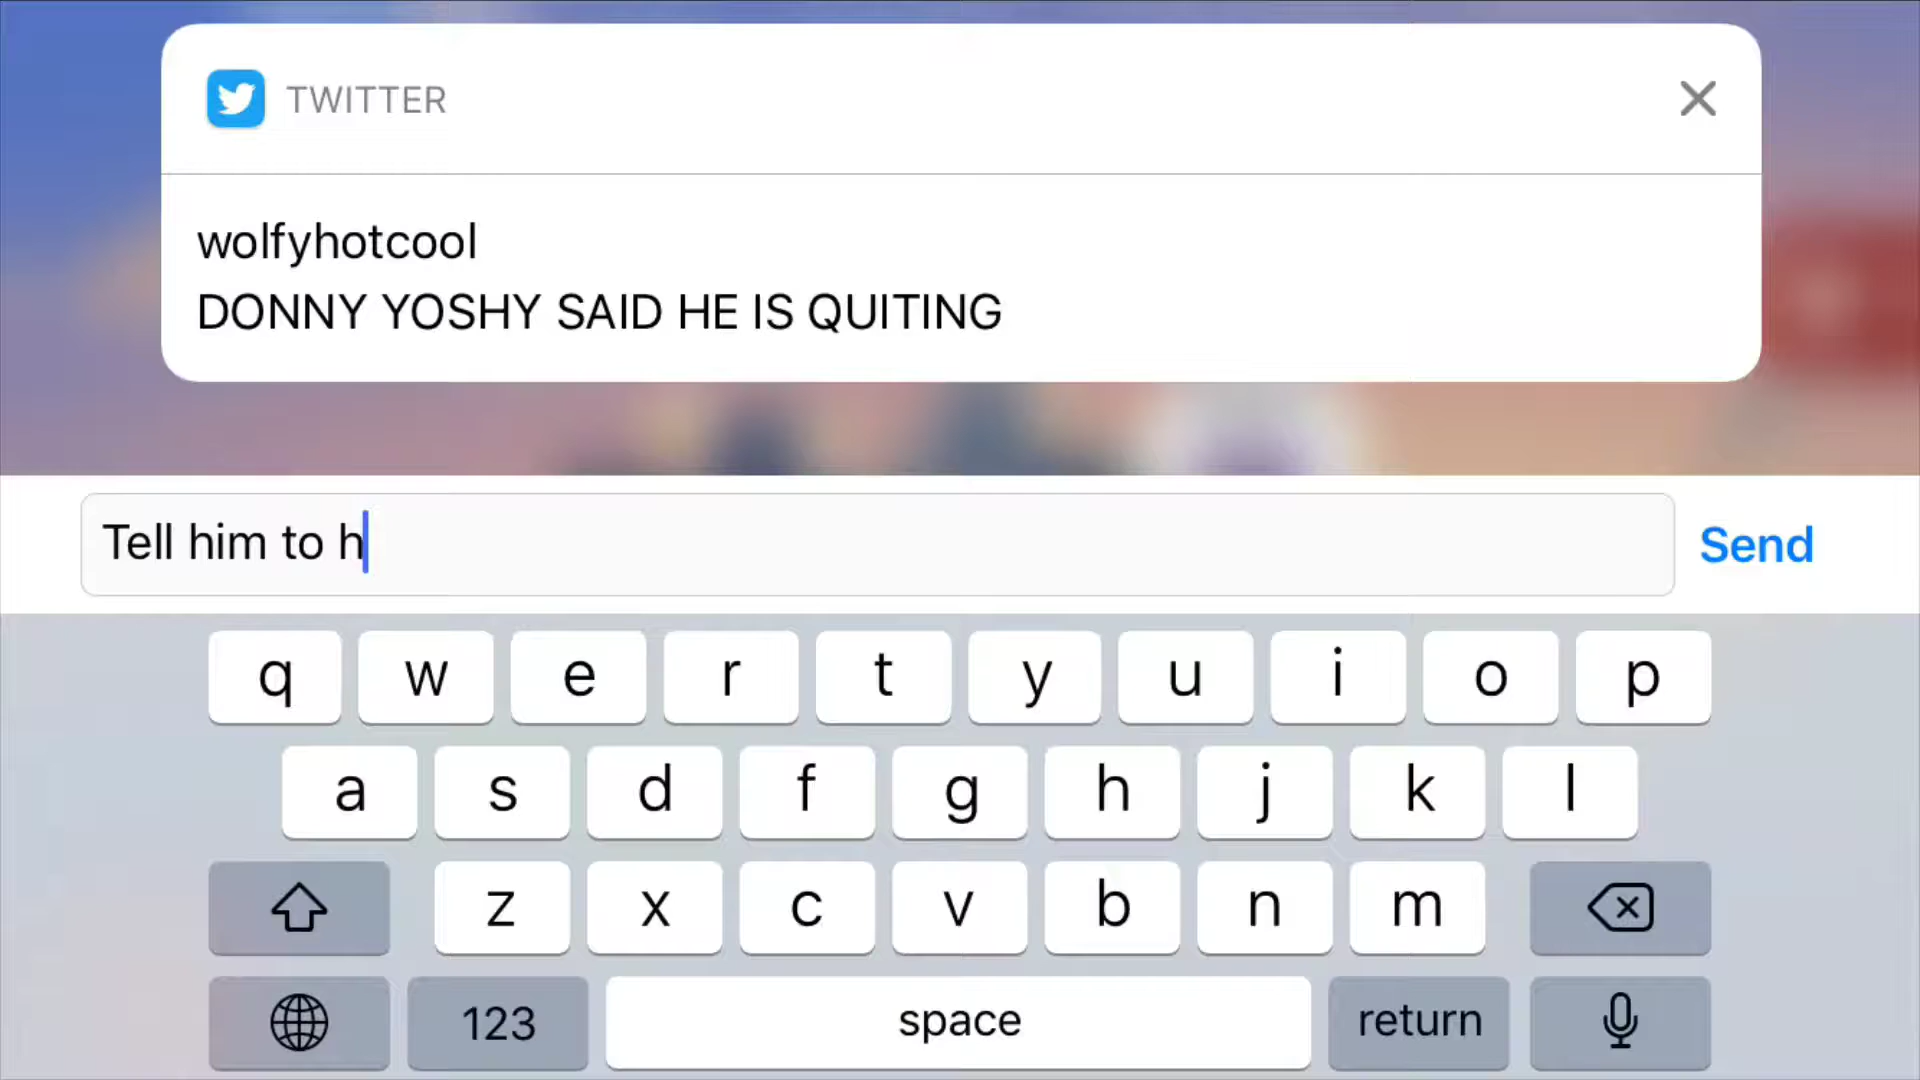 TWITTER
wolfyhotcool
DONNY YOSHY SAID HE IS QUITING
Tell him to h
Send
q w e r t y u i o p
a s d f g h j k l
z x c v b n m
123 space return